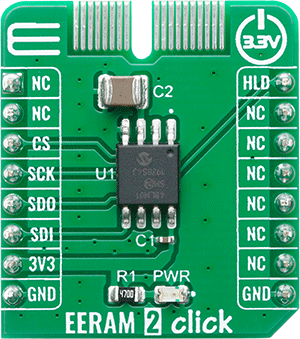 3.3V
NC HLD
C2
NC NC
CS NC
SCK U1 NC
SDO NC
SDI NC
C1
3V3 NC
R1 PWR
GND 4700 GND
EERAM 2 click